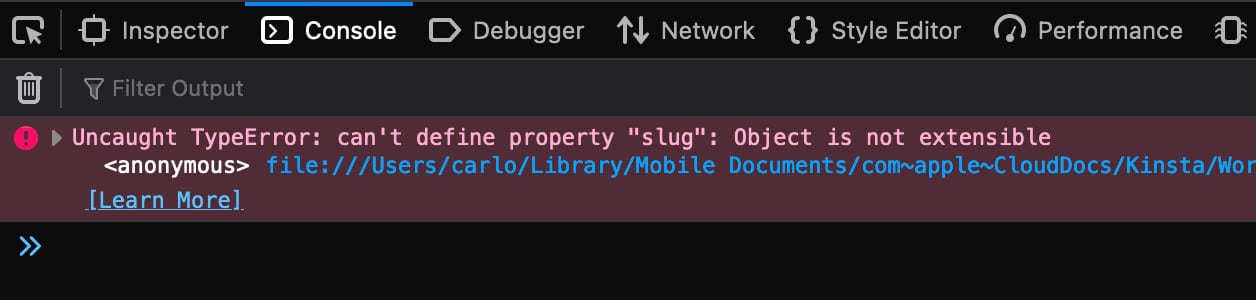 Inspector Console Debugger Network Style Editor Performance
Filter Output
Uncaught TypeError: can't define property "slug": Object is not extensible
<anonymous> file:///Users/carlo/Library/Mobile Documents/com~apple~CloudDocs/Kinsta/Wor
[Learn More]